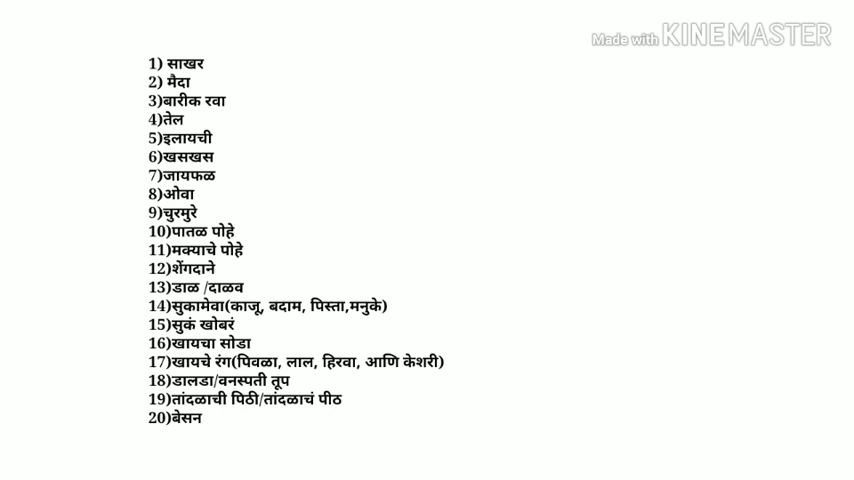 Made with KINEMASTER
1) साखर
2) मैदा
3)बारीक रवा
4)तेल
5)इलायची
6)खसखस
7)जायफळ
8)ओवा
9)चुरमुरे
10)पातळ पोहे
11)मक्याचे पोहे
12)शेंगदाने
13)डाळ /दाळव
14)सुकामेवा(काजू, बदाम, पिस्ता,मनुके)
15)सुकं खोबरं
16)खायचा सोडा
17)खायचे रंग(पिवळा, लाल, हिरवा, आणि केशरी)
18)डालडा/वनस्पती तूप
19)तांदळाची पिठी/तांदळाचं पीठ
20)बेसन